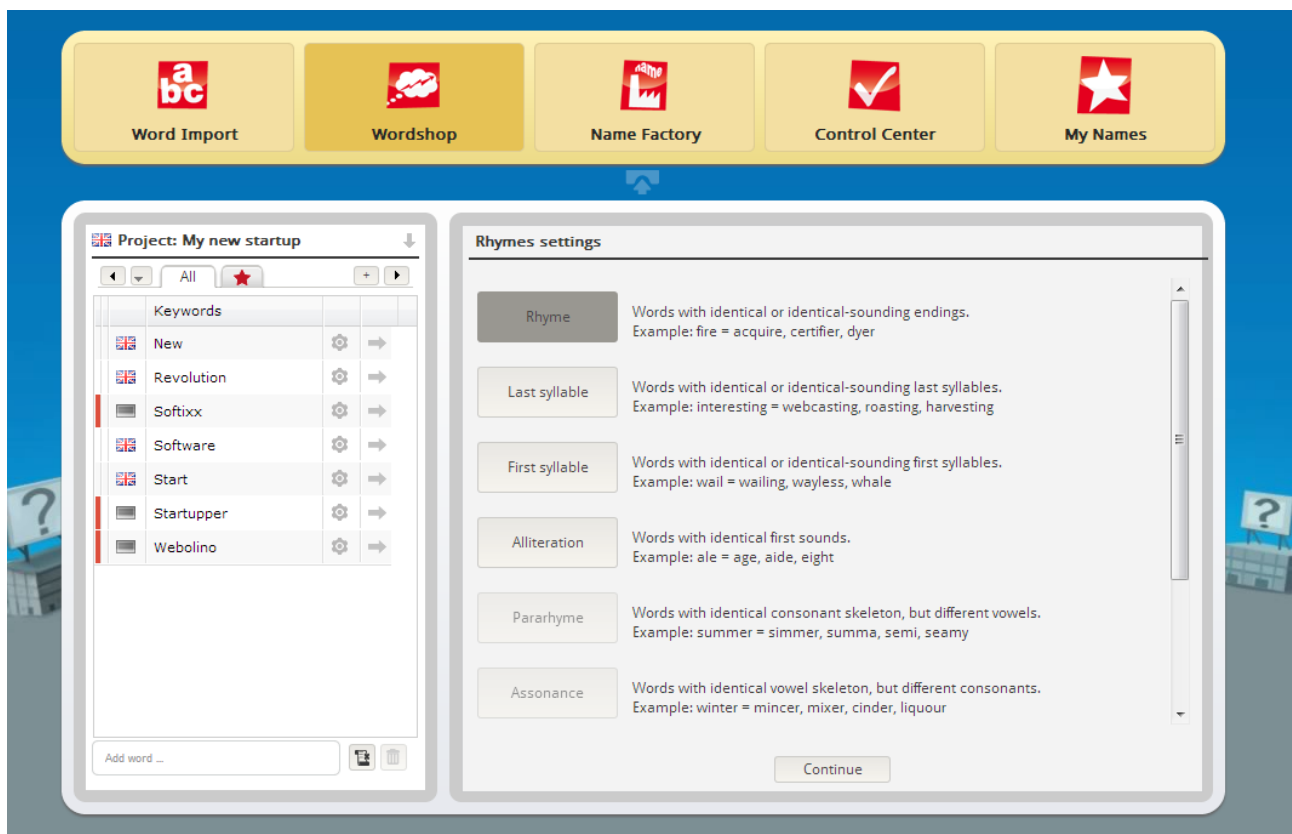 a
bc
name
Word Import
Wordshop
Name Factory
Control Center
My Names
Project: My new startup
All
+
Keywords
New
Revolution
Softixx
Software
Start
Startupper
Webolino
Add word ...
Rhymes settings
Rhyme
Words with identical or identical-sounding endings.
Example: fire = acquire, certifier, dyer
Last syllable
Words with identical or identical-sounding last syllables.
Example: interesting = webcasting, roasting, harvesting
First syllable
Words with identical or identical-sounding first syllables.
Example: wail = wailing, wayless, whale
Alliteration
Words with identical first sounds.
Example: ale = age, aide, eight
Pararhyme
Words with identical consonant skeleton, but different vowels.
Example: summer = simmer, summa, semi, seamy
Assonance
Words with identical vowel skeleton, but different consonants.
Example: winter = mincer, mixer, cinder, liquour
Continue
?
?